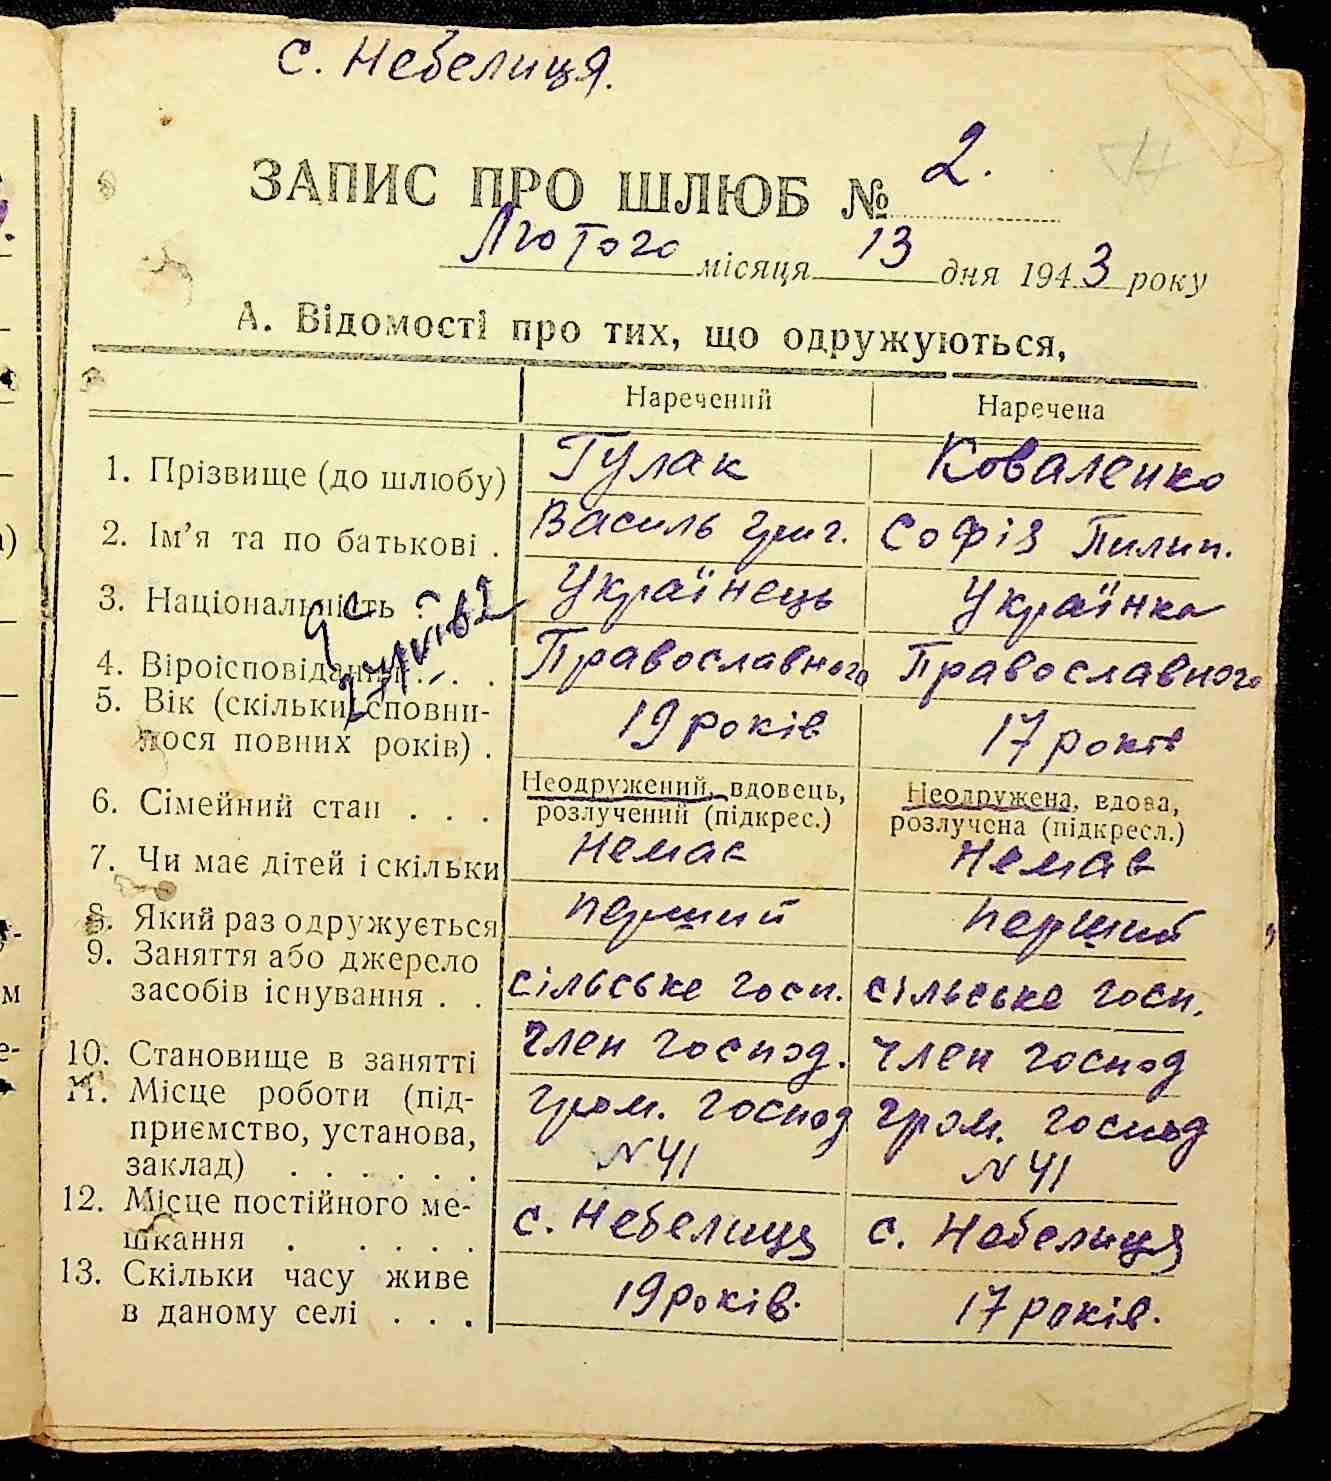 с. Небелиця.
ЗАПИС ПРО ШЛЮБ № 2.
Лютого місяця 13 дня 1943 року
А. Відомості про тих, що одружуються,
Наречений Наречена
1. Прізвище (до шлюбу) Гулак Коваленко
2. Ім’я та по батькові . Василь Григ. Софія Пилип.
3. Національність Українець Українка
4. Віроісповідання . . . Православного Православного
5. Вік (скільки сповни-
лося повних років) . 19 років 17 років
6. Сімейний стан . . . Неодружений, вдовець, розлучений (підкрес.) Неодружена, вдова, розлучена (підкресл.)
7. Чи має дітей і скільки Немає Немає
8. Який раз одружується перший перший
9. Заняття або джерело
засобів існування . . сільське госп. сільське госп.
10. Становище в занятті член господ. член господ
11. Місце роботи (під-
приємство, установа,
заклад) . . . . . . гром. господ №41 гром. господ №41
12. Місце постійного ме-
шкання . . . . . с. Небелиця с. Небелиця
13. Скільки часу живе
в даному селі . . . 19 років. 17 років.